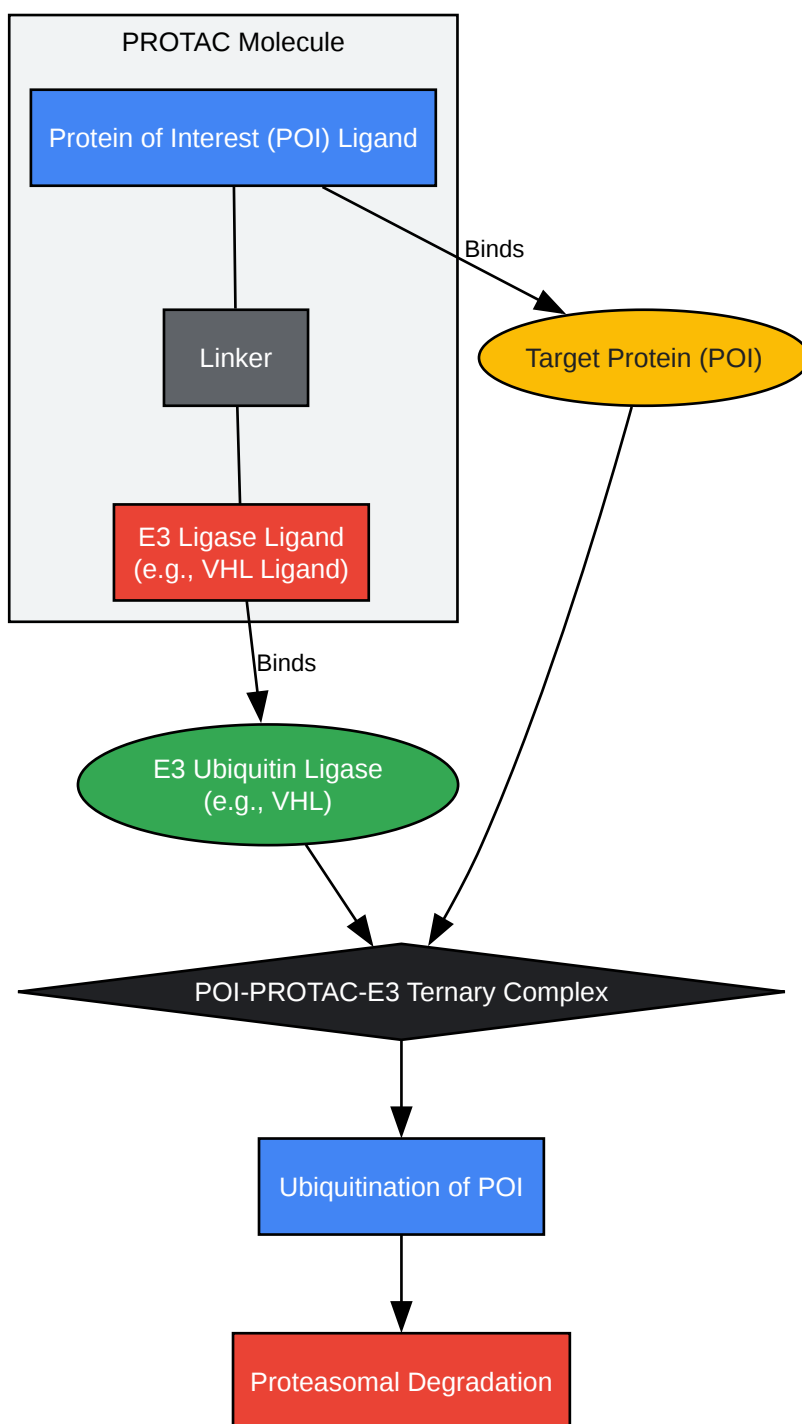 PROTAC Molecule
Protein of Interest (POI) Ligand
Binds
Linker
Target Protein (POI)
E3 Ligase Ligand
(e.g., VHL Ligand)
Binds
E3 Ubiquitin Ligase
(e.g., VHL)
POI-PROTAC-E3 Ternary Complex
Ubiquitination of POI
Proteasomal Degradation